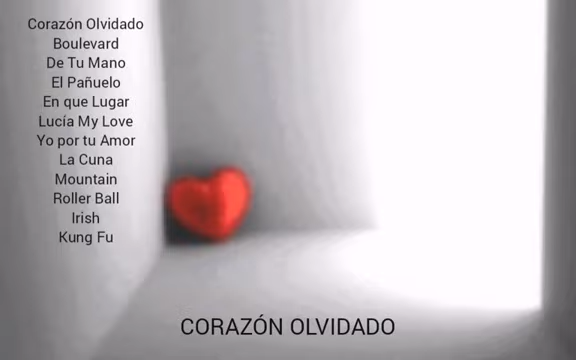 Corazón Olvidado
Boulevard
De Tu Mano
El Pañuelo
En que Lugar
Lucía My Love
Yo por tu Amor
La Cuna
Mountain
Roller Ball
Irish
Kung Fu
CORAZÓN OLVIDADO